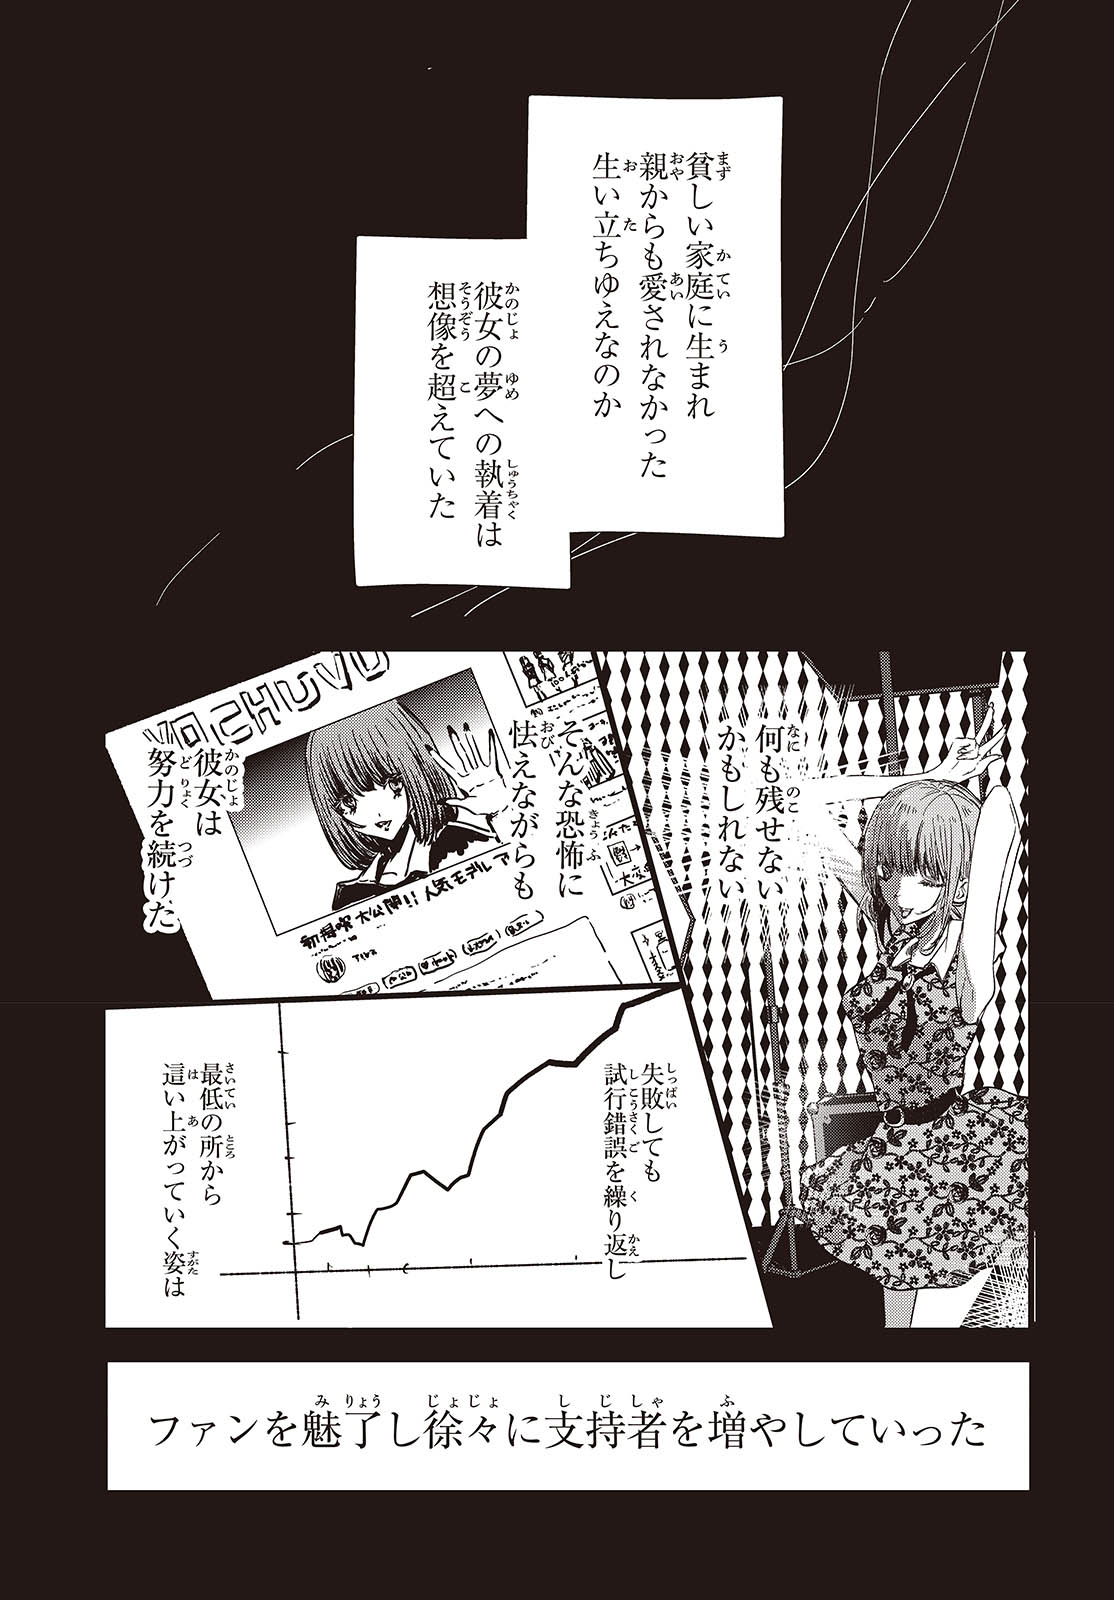 貧しい家庭に生まれ
親からも愛されなかった
生い立ちゆえなのか
彼女の夢への執着は
想像を超えていた
何も残せない
かもしれない
そんな恐怖に
怯えながらも
彼女は
努力を続けた
失敗しても
試行錯誤を繰り返し
最低の所から
這い上がっていく姿は
ファンを魅了し徐々に支持者を増やしていった